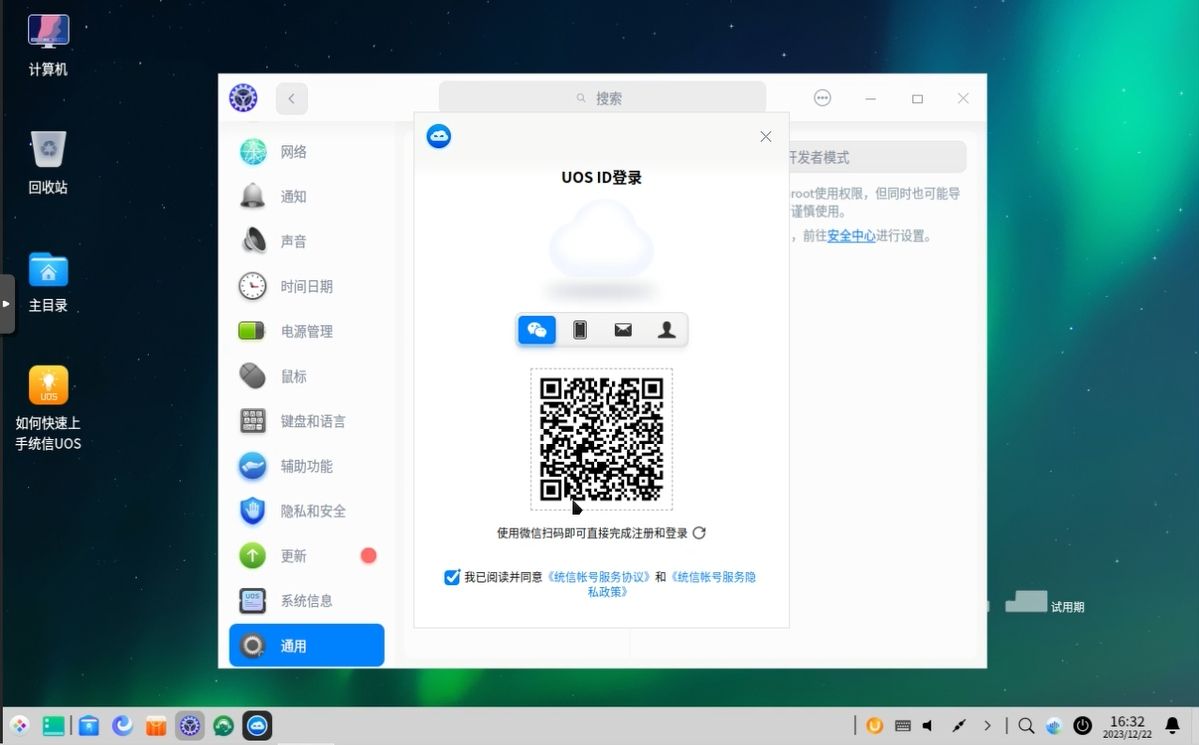 计算机
回收站
主目录
如何快速上
手统信UOS
UOS
搜索
网络
通知
声音
时间日期
电源管理
鼠标
键盘和语言
辅助功能
隐私和安全
更新
系统信息
UOS
通用
UOS ID登录
使用微信扫码即可直接完成注册和登录
我已阅读并同意《统信帐号服务协议》和《统信帐号服务隐
私政策》
开发者模式
root使用权限，但同时也可能导
谨慎使用。
，前往安全中心进行设置。
试用期
16:32
2023/12/22